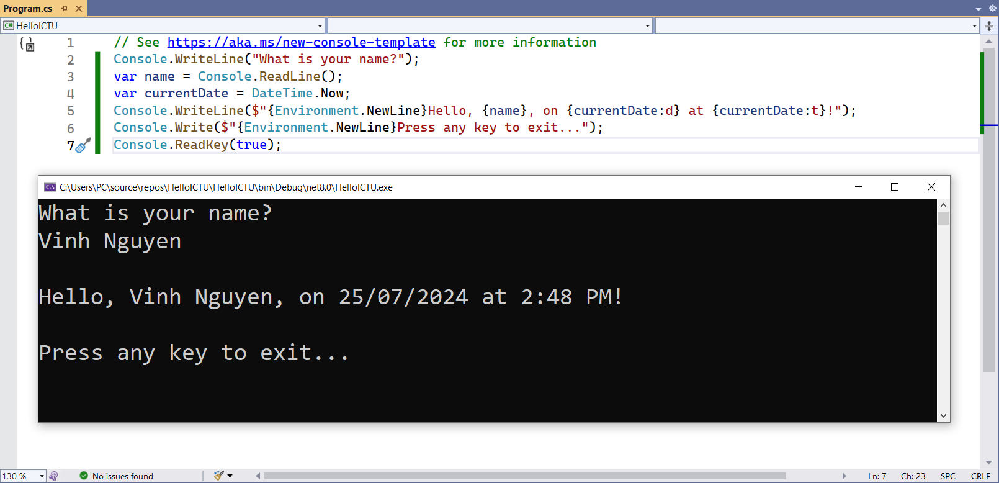 Program.cs
C# HelloICTU
1 // See https://aka.ms/new-console-template for more information
2 Console.WriteLine("What is your name?");
3 var name = Console.ReadLine();
4 var currentDate = DateTime.Now;
5 Console.WriteLine($"{Environment.NewLine}Hello, {name}, on {currentDate:d} at {currentDate:t}!");
6 Console.Write($"{Environment.NewLine}Press any key to exit...");
7 Console.ReadKey(true);
C:\ C:\Users\PC\source\repos\HelloICTU\HelloICTU\bin\Debug\net8.0\HelloICTU.exe
What is your name?
Vinh Nguyen
Hello, Vinh Nguyen, on 25/07/2024 at 2:48 PM!
Press any key to exit...
130 % No issues found Ln: 7 Ch: 23 SPC CRLF